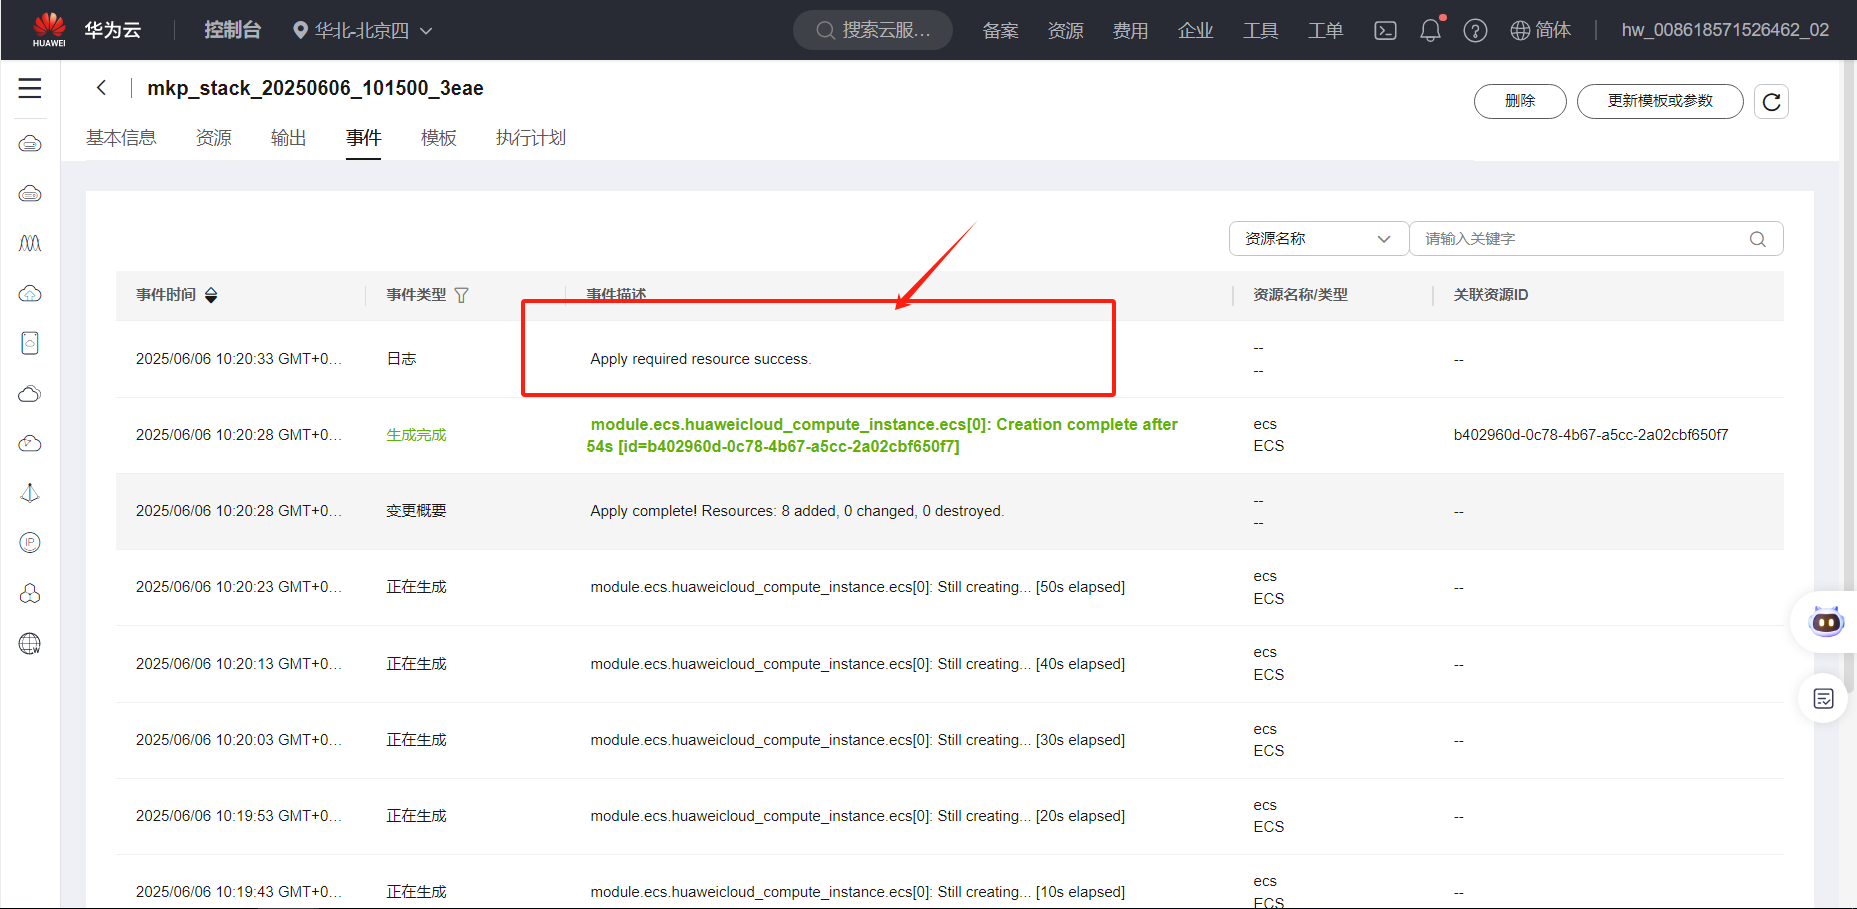 HUAWEI
华为云
控制台
华北-北京四
搜索云服...
备案
资源
费用
企业
工具
工单
简体
hw_008618571526462_02
mkp_stack_20250606_101500_3eae
删除
更新模板或参数
基本信息
资源
输出
事件
模板
执行计划
资源名称
请输入关键字
事件时间
事件类型
事件描述
资源名称/类型
关联资源ID
2025/06/06 10:20:33 GMT+0...
日志
Apply required resource success.
--
--
--
2025/06/06 10:20:28 GMT+0...
生成完成
module.ecs.huaweicloud_compute_instance.ecs[0]: Creation complete after
54s [id=b402960d-0c78-4b67-a5cc-2a02cbf650f7]
ecs
ECS
b402960d-0c78-4b67-a5cc-2a02cbf650f7
2025/06/06 10:20:28 GMT+0...
变更概要
Apply complete! Resources: 8 added, 0 changed, 0 destroyed.
--
--
--
2025/06/06 10:20:23 GMT+0...
正在生成
module.ecs.huaweicloud_compute_instance.ecs[0]: Still creating... [50s elapsed]
ecs
ECS
--
2025/06/06 10:20:13 GMT+0...
正在生成
module.ecs.huaweicloud_compute_instance.ecs[0]: Still creating... [40s elapsed]
ecs
ECS
--
2025/06/06 10:20:03 GMT+0...
正在生成
module.ecs.huaweicloud_compute_instance.ecs[0]: Still creating... [30s elapsed]
ecs
ECS
--
2025/06/06 10:19:53 GMT+0...
正在生成
module.ecs.huaweicloud_compute_instance.ecs[0]: Still creating... [20s elapsed]
ecs
ECS
--
2025/06/06 10:19:43 GMT+0...
正在生成
module.ecs.huaweicloud_compute_instance.ecs[0]: Still creating... [10s elapsed]
ecs
ECS
--
IP
W